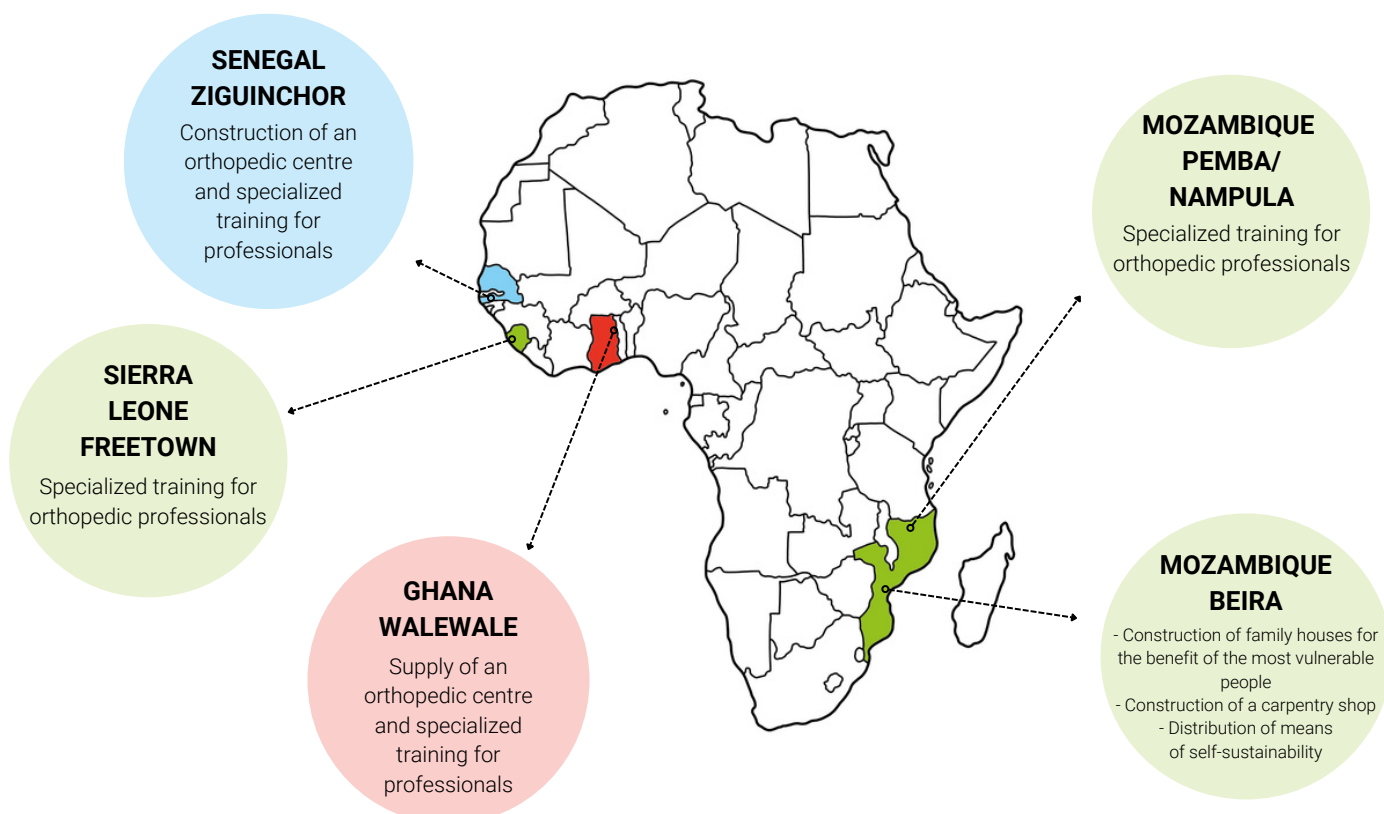 SENEGAL
ZIGUINCHOR
Construction of an
orthopedic centre
and specialized
training for
professionals
SIERRA
LEONE
FREETOWN
Specialized training for
orthopedic professionals
GHANA
WALEWALE
Supply of an
orthopedic centre
and specialized
training for
professionals
MOZAMBIQUE
PEMBA/
NAMPULA
Specialized training for
orthopedic professionals
MOZAMBIQUE
BEIRA
- Construction of family houses for
the benefit of the most vulnerable
people
- Construction of a carpentry shop
- Distribution of means
of self-sustainability